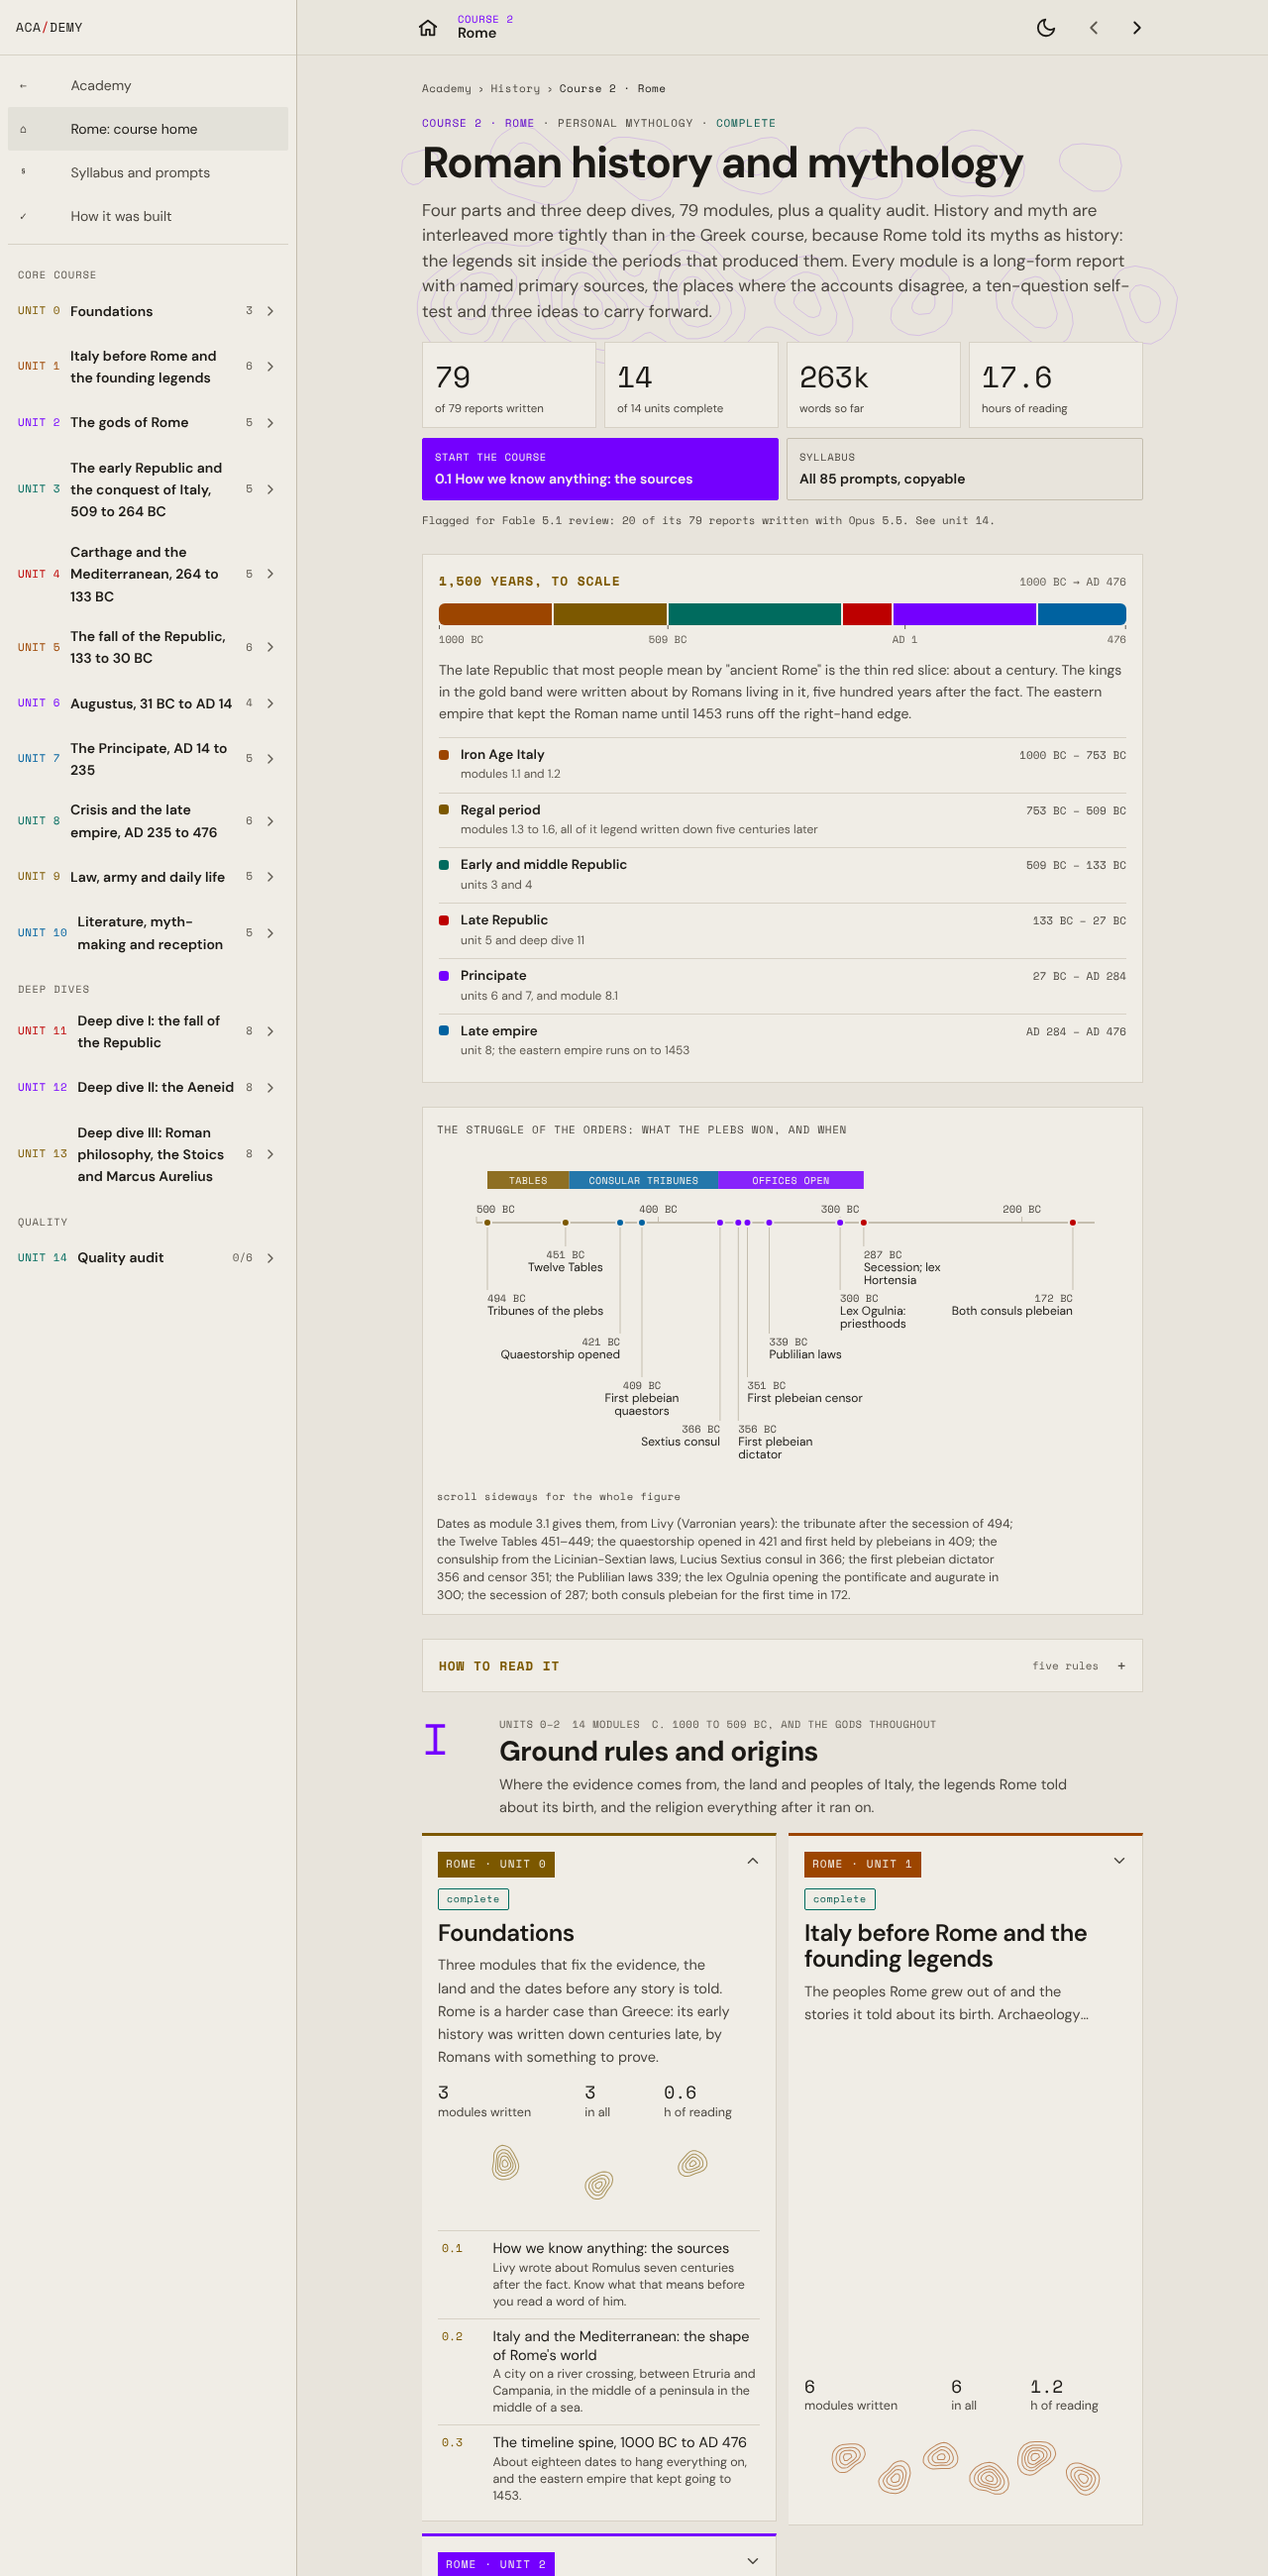 ACA/DEMY
← Academy
⌂ Rome: course home
§ Syllabus and prompts
✓ How it was built
CORE COURSE
UNIT 0 Foundations 3
UNIT 1 Italy before Rome and
the founding legends 6
UNIT 2 The gods of Rome 5
UNIT 3 The early Republic and
the conquest of Italy,
509 to 264 BC 5
UNIT 4 Carthage and the
Mediterranean, 264 to
133 BC 5
UNIT 5 The fall of the Republic,
133 to 30 BC 6
UNIT 6 Augustus, 31 BC to AD 14 4
UNIT 7 The Principate, AD 14 to
235 5
UNIT 8 Crisis and the late
empire, AD 235 to 476 6
UNIT 9 Law, army and daily life 5
UNIT 10 Literature, myth-
making and reception 5
DEEP DIVES
UNIT 11 Deep dive I: the fall of
the Republic 8
UNIT 12 Deep dive II: the Aeneid 8
UNIT 13 Deep dive III: Roman
philosophy, the Stoics
and Marcus Aurelius 8
QUALITY
UNIT 14 Quality audit 0/6
COURSE 2
Rome
Academy › History › Course 2 · Rome
COURSE 2 · ROME · PERSONAL MYTHOLOGY · COMPLETE
Roman history and mythology
Four parts and three deep dives, 79 modules, plus a quality audit. History and myth are
interleaved more tightly than in the Greek course, because Rome told its myths as history:
the legends sit inside the periods that produced them. Every module is a long-form report
with named primary sources, the places where the accounts disagree, a ten-question self-
test and three ideas to carry forward.
79
of 79 reports written
14
of 14 units complete
263k
words so far
17.6
hours of reading
START THE COURSE
0.1 How we know anything: the sources
SYLLABUS
All 85 prompts, copyable
Flagged for Fable 5.1 review: 20 of its 79 reports written with Opus 5.5. See unit 14.
1,500 YEARS, TO SCALE
1000 BC → AD 476
1000 BC 509 BC AD 1 476
The late Republic that most people mean by "ancient Rome" is the thin red slice: about a century. The kings
in the gold band were written about by Romans living in it, five hundred years after the fact. The eastern
empire that kept the Roman name until 1453 runs off the right-hand edge.
Iron Age Italy 1000 BC – 753 BC
modules 1.1 and 1.2
Regal period 753 BC – 509 BC
modules 1.3 to 1.6, all of it legend written down five centuries later
Early and middle Republic 509 BC – 133 BC
units 3 and 4
Late Republic 133 BC – 27 BC
unit 5 and deep dive 11
Principate 27 BC – AD 284
units 6 and 7, and module 8.1
Late empire AD 284 – AD 476
unit 8; the eastern empire runs on to 1453
THE STRUGGLE OF THE ORDERS: WHAT THE PLEBS WON, AND WHEN
TABLES CONSULAR TRIBUNES OFFICES OPEN
500 BC 400 BC 300 BC 200 BC
451 BC
Twelve Tables
287 BC
Secession; lex
Hortensia
494 BC
Tribunes of the plebs
300 BC
Lex Ogulnia:
priesthoods
172 BC
Both consuls plebeian
421 BC
Quaestorship opened
339 BC
Publilian laws
409 BC
First plebeian
quaestors
351 BC
First plebeian censor
366 BC
Sextius consul
356 BC
First plebeian
dictator
scroll sideways for the whole figure
Dates as module 3.1 gives them, from Livy (Varronian years): the tribunate after the secession of 494;
the Twelve Tables 451–449; the quaestorship opened in 421 and first held by plebeians in 409; the
consulship from the Licinian-Sextian laws, Lucius Sextius consul in 366; the first plebeian dictator
356 and censor 351; the Publilian laws 339; the lex Ogulnia opening the pontificate and augurate in
300; the secession of 287; both consuls plebeian for the first time in 172.
HOW TO READ IT
five rules +
I
UNITS 0–2 14 MODULES C. 1000 TO 509 BC, AND THE GODS THROUGHOUT
Ground rules and origins
Where the evidence comes from, the land and peoples of Italy, the legends Rome told
about its birth, and the religion everything after it ran on.
ROME · UNIT 0
complete
Foundations
Three modules that fix the evidence, the
land and the dates before any story is told.
Rome is a harder case than Greece: its early
history was written down centuries late, by
Romans with something to prove.
3
modules written
3
in all
0.6
h of reading
0.1 How we know anything: the sources
Livy wrote about Romulus seven centuries
after the fact. Know what that means before
you read a word of him.
0.2 Italy and the Mediterranean: the shape
of Rome's world
A city on a river crossing, between Etruria and
Campania, in the middle of a peninsula in the
middle of a sea.
0.3 The timeline spine, 1000 BC to AD 476
About eighteen dates to hang everything on,
and the eastern empire that kept going to
1453.
ROME · UNIT 1
complete
Italy before Rome and the
founding legends
The peoples Rome grew out of and the
stories it told about its birth. Archaeology…
6
modules written
6
in all
1.2
h of reading
ROME · UNIT 2